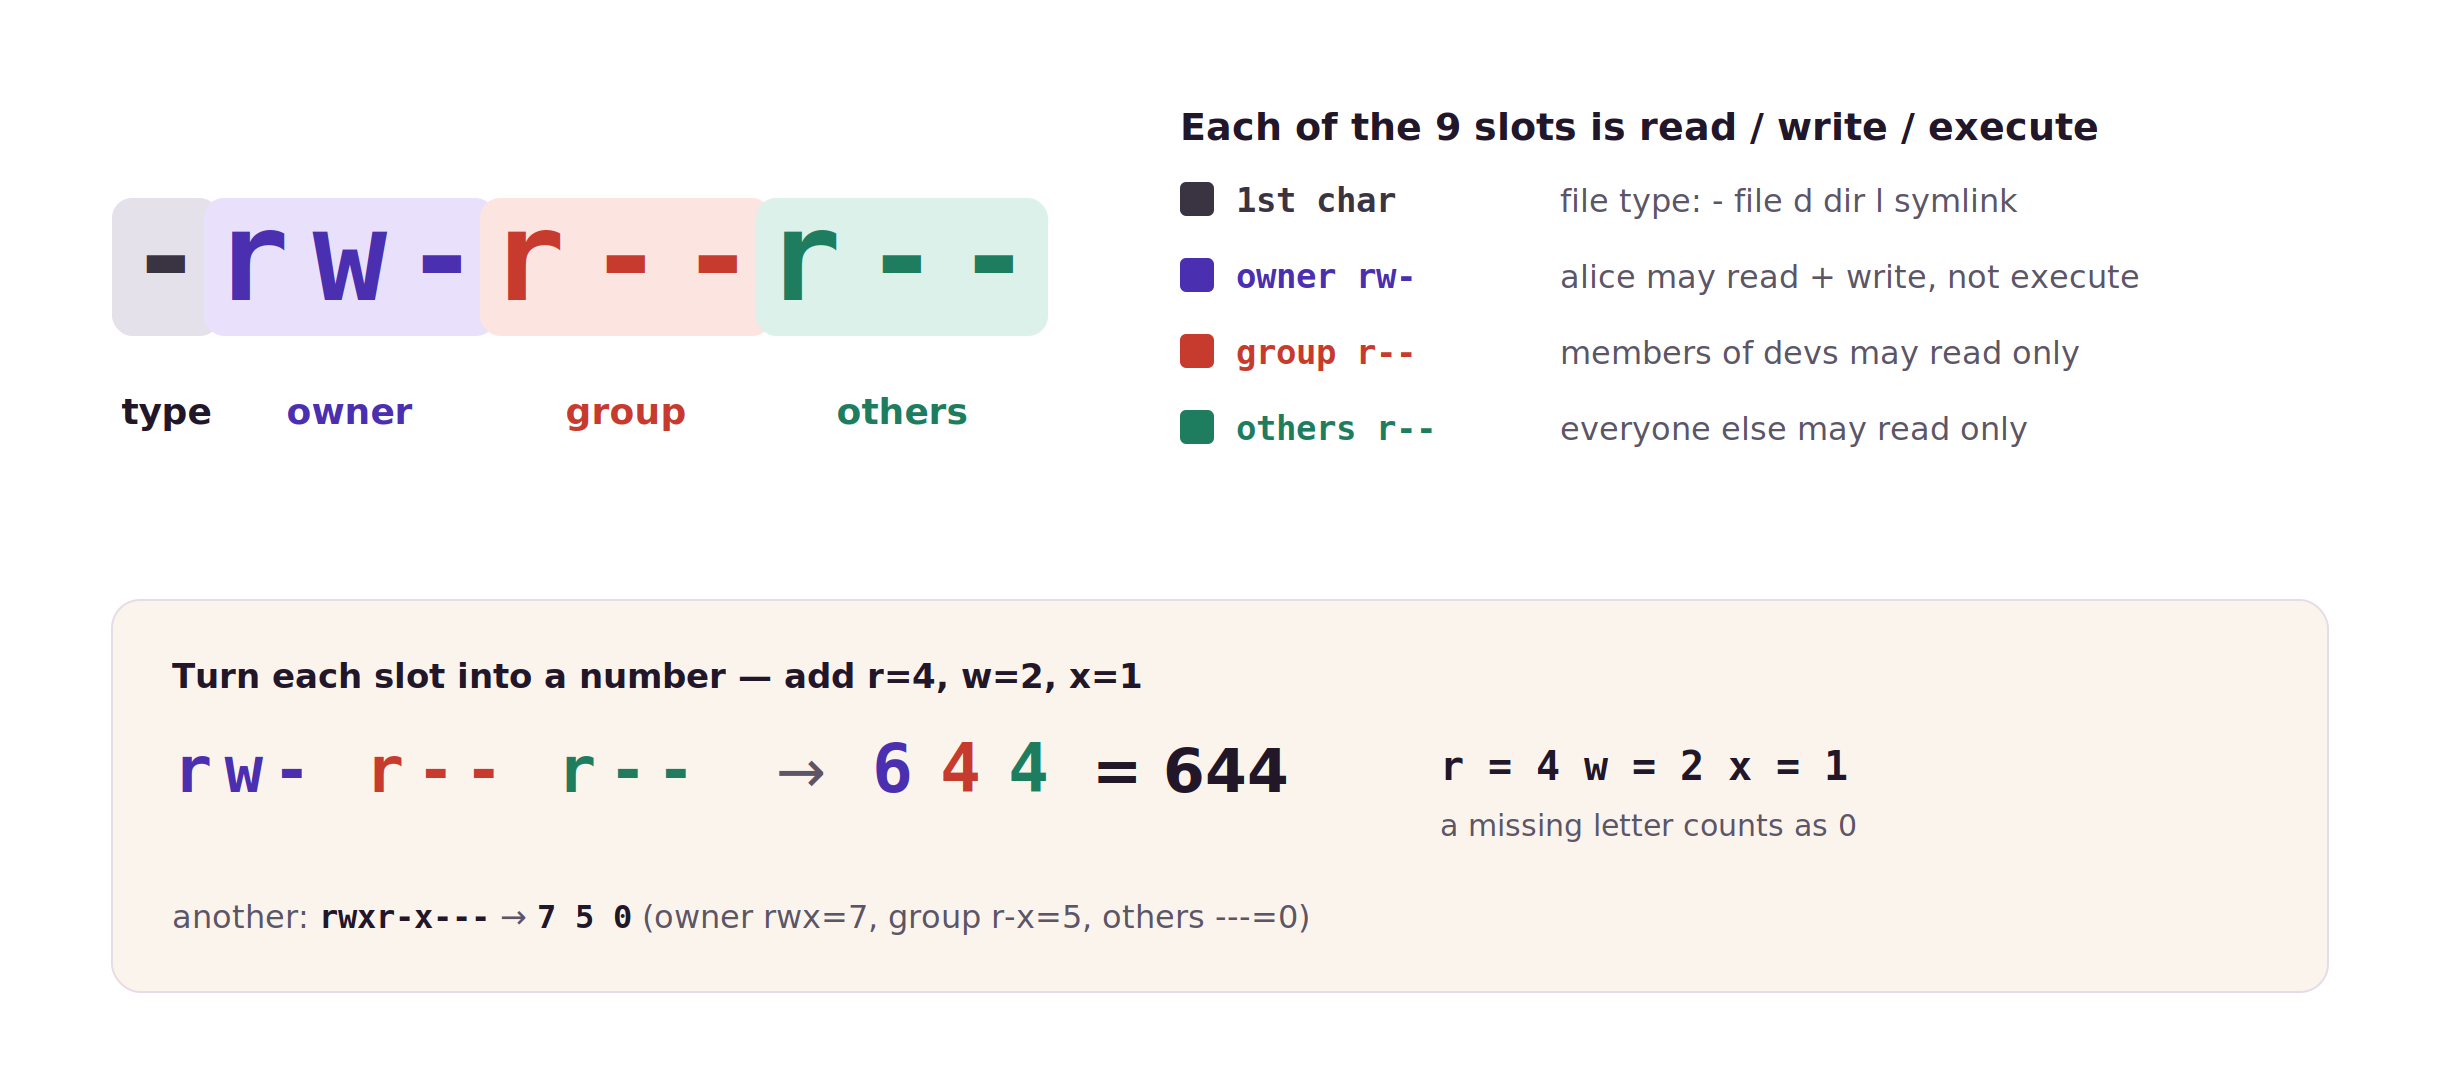 -rw-r--r--
type owner group others
Each of the 9 slots is read / write / execute
1st char file type: - file d dir l symlink
owner rw- alice may read + write, not execute
group r-- members of devs may read only
others r-- everyone else may read only
Turn each slot into a number — add r=4, w=2, x=1
rw- r-- r-- → 6 4 4 = 644
r = 4 w = 2 x = 1
a missing letter counts as 0
another: rwxr-x--- → 7 5 0 (owner rwx=7, group r-x=5, others ---=0)